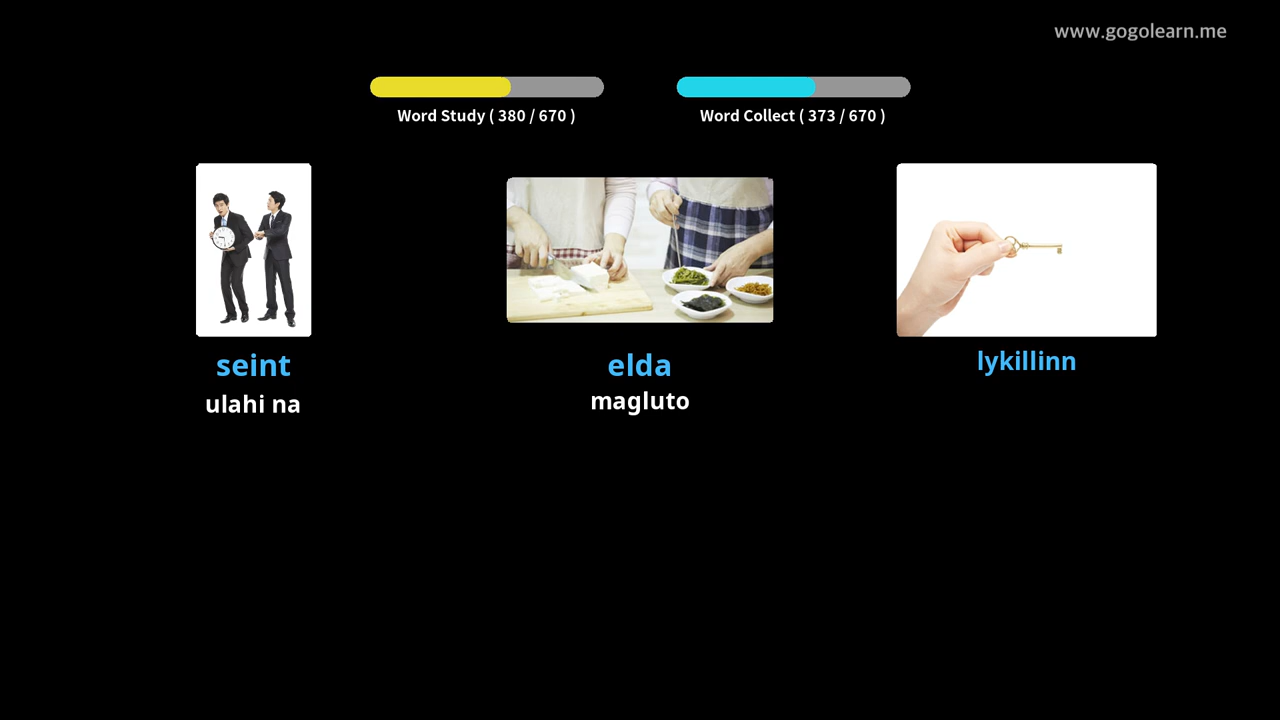 www.gogolearn.me
Word Study ( 380 / 670 )
Word Collect ( 373 / 670 )
seint
ulahi na
elda
magluto
lykillinn